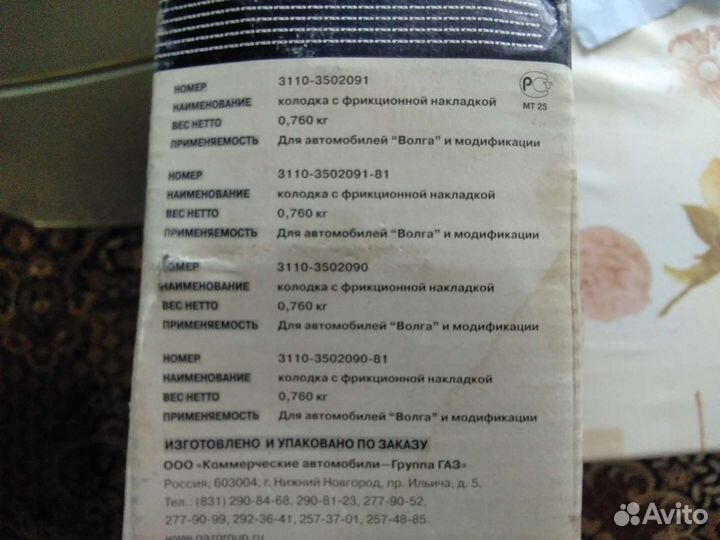 НОМЕР 3110-3502091
НАИМЕНОВАНИЕ колодка с фрикционной накладкой
ВЕС НЕТТО 0,760 кг
ПРИМЕНЯЕМОСТЬ Для автомобилей "Волга" и модификации
РС
МТ 25
НОМЕР 3110-3502091-81
НАИМЕНОВАНИЕ колодка с фрикционной накладкой
ВЕС НЕТТО 0,760 кг
ПРИМЕНЯЕМОСТЬ Для автомобилей "Волга" и модификации
НОМЕР 3110-3502090
НАИМЕНОВАНИЕ колодка с фрикционной накладкой
ВЕС НЕТТО 0,760 кг
ПРИМЕНЯЕМОСТЬ Для автомобилей "Волга" и модификации
НОМЕР 3110-3502090-81
НАИМЕНОВАНИЕ колодка с фрикционной накладкой
ВЕС НЕТТО 0,760 кг
ПРИМЕНЯЕМОСТЬ Для автомобилей "Волга" и модификации
ИЗГОТОВЛЕНО И УПАКОВАНО ПО ЗАКАЗУ
ООО «Коммерческие автомобили—Группа ГАЗ»
Россия, 603004, г. Нижний Новгород, пр. Ильича, д. 5.
Тел.: (831) 290-84-68, 290-81-23, 277-90-52,
277-90-99, 292-36-41, 257-37-01, 257-48-85.
www.gazgroup.ru
Avito